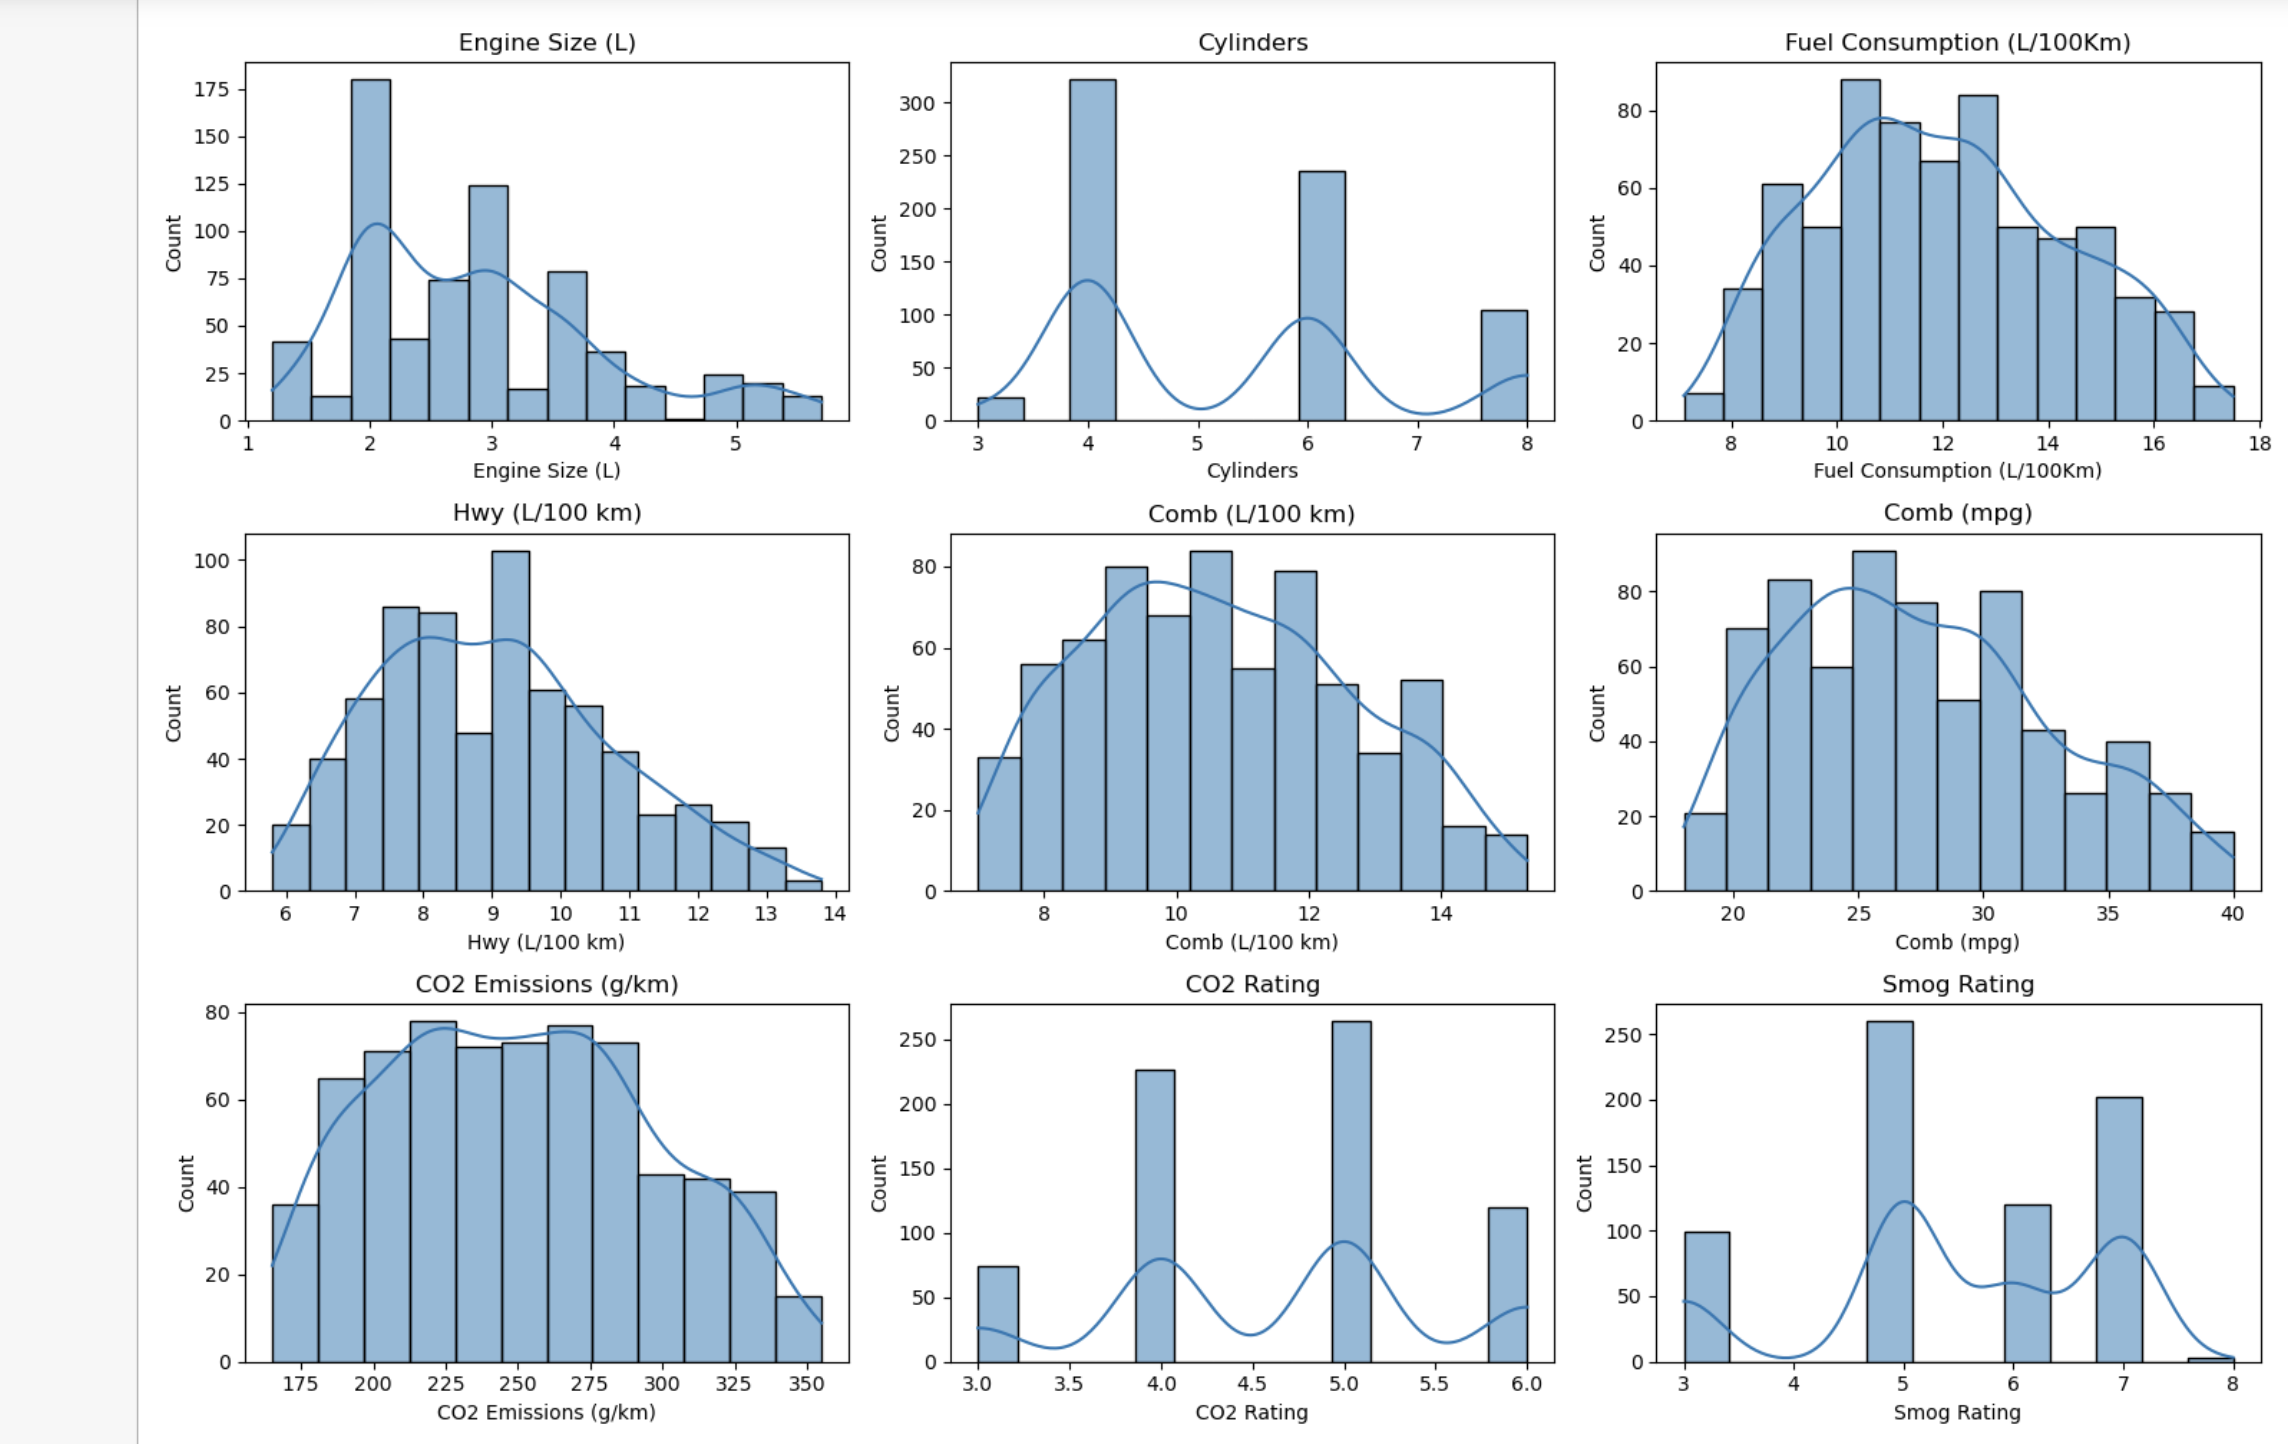 Engine Size (L)
Cylinders
Fuel Consumption (L/100Km)
175
150
125
100
75
50
25
0
Count
1 2 3 4 5
Engine Size (L)
300
250
200
150
100
50
0
Count
3 4 5 6 7 8
Cylinders
80
60
40
20
0
Count
8 10 12 14 16 18
Fuel Consumption (L/100Km)
Hwy (L/100 km)
Comb (L/100 km)
Comb (mpg)
100
80
60
40
20
0
Count
6 7 8 9 10 11 12 13 14
Hwy (L/100 km)
80
60
40
20
0
Count
8 10 12 14
Comb (L/100 km)
80
60
40
20
0
Count
20 25 30 35 40
Comb (mpg)
CO2 Emissions (g/km)
CO2 Rating
Smog Rating
80
60
40
20
0
Count
175 200 225 250 275 300 325 350
CO2 Emissions (g/km)
250
200
150
100
50
0
Count
3.0 3.5 4.0 4.5 5.0 5.5 6.0
CO2 Rating
250
200
150
100
50
0
Count
3 4 5 6 7 8
Smog Rating